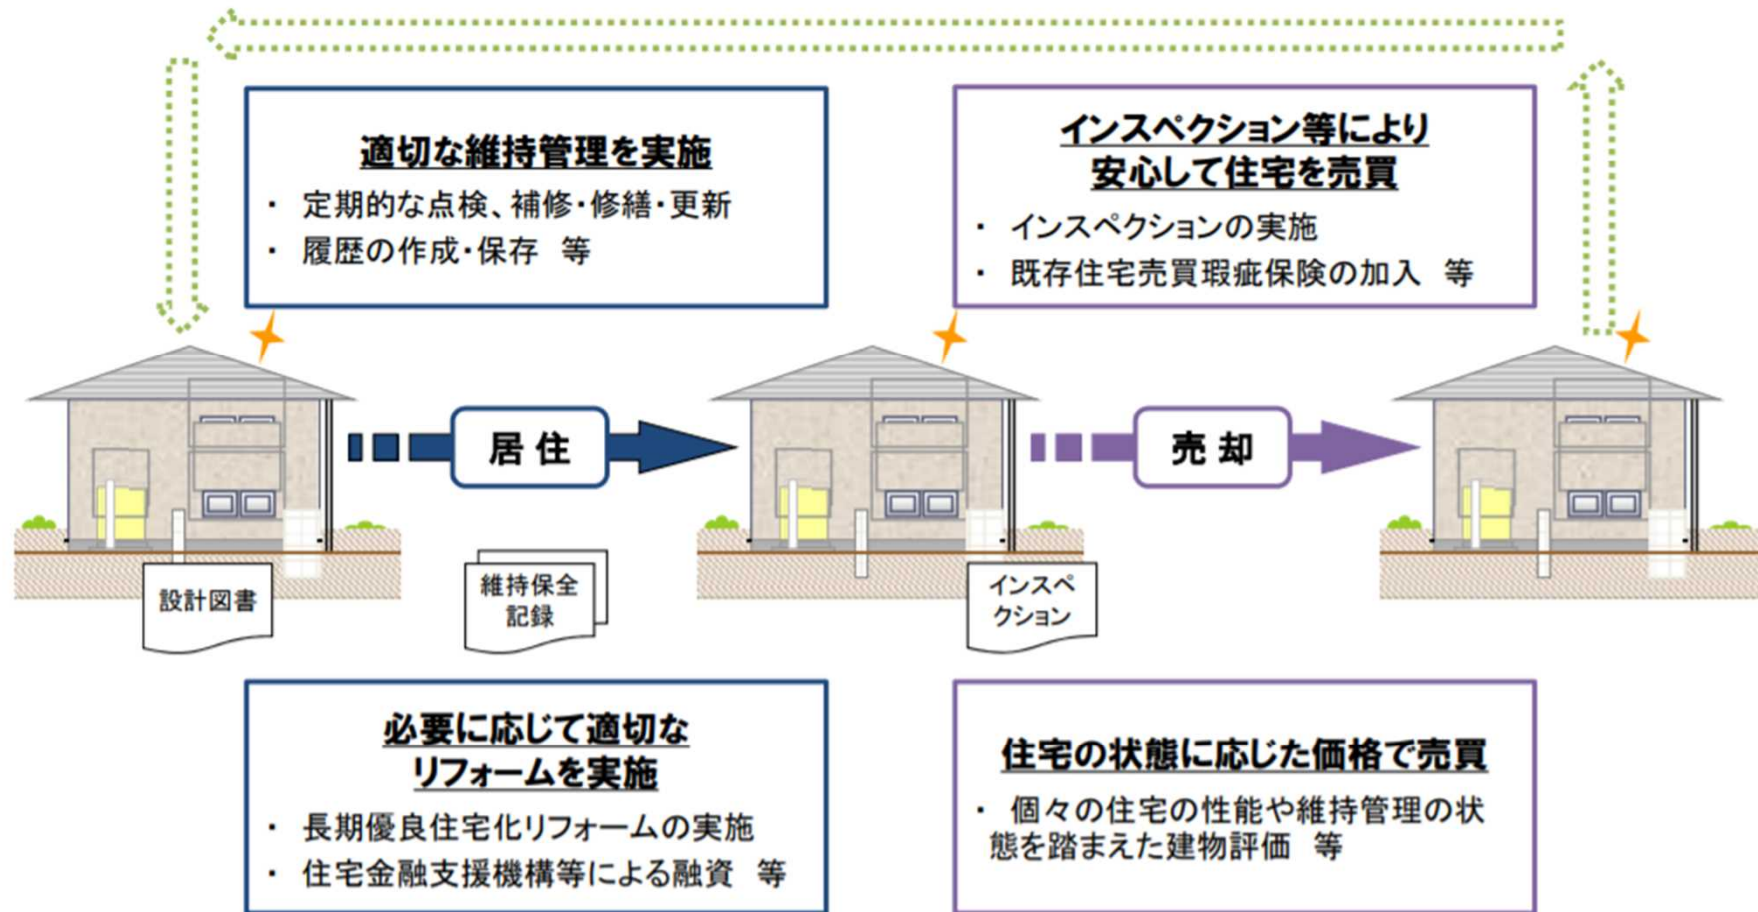 適切な維持管理を実施
・ 定期的な点検、補修・修繕・更新
・ 履歴の作成・保存 等
インスペクション等により
安心して住宅を売買
・ インスペクションの実施
・ 既存住宅売買瑕疵保険の加入 等
居住
売却
設計図書
維持保全
記録
インスペ
クション
必要に応じて適切な
リフォームを実施
・ 長期優良住宅化リフォームの実施
・ 住宅金融支援機構等による融資 等
住宅の状態に応じた価格で売買
・ 個々の住宅の性能や維持管理の状
態を踏まえた建物評価 等